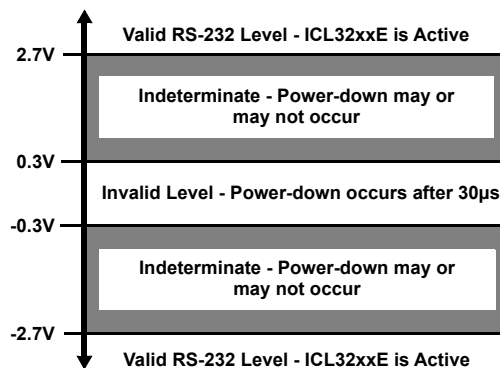 Valid RS-232 Level - ICL32xxE is Active
2.7V
Indeterminate - Power-down may or
may not occur
0.3V
Invalid Level - Power-down occurs after 30µs
-0.3V
Indeterminate - Power-down may or
may not occur
-2.7V
Valid RS-232 Level - ICL32xxE is Active